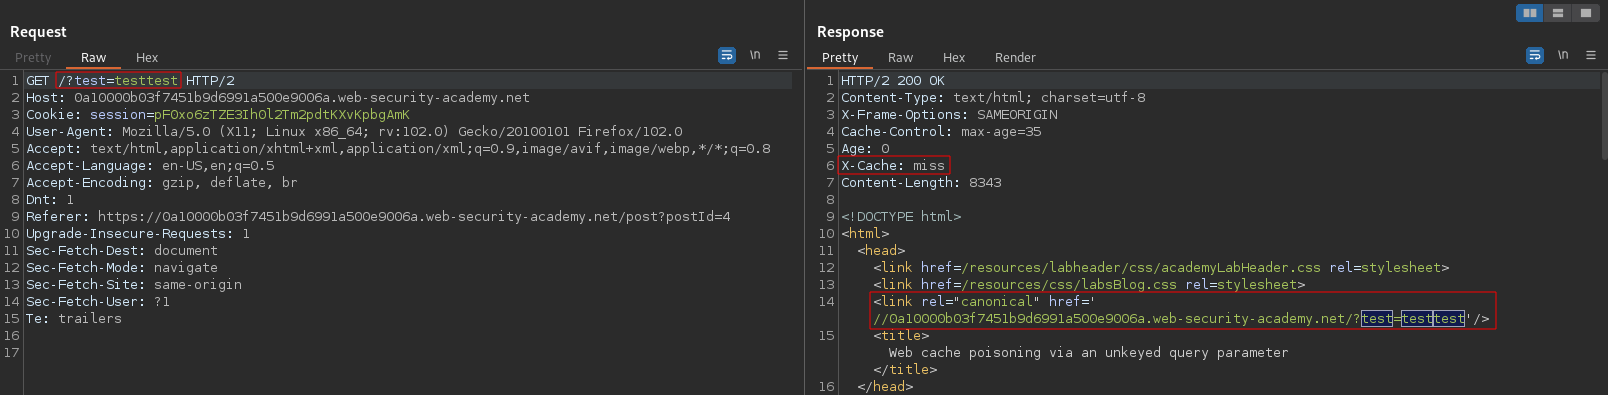 Request
Pretty Raw Hex \n
1 GET /?test=testtest HTTP/2
2 Host: 0a10000b03f7451b9d6991a500e9006a.web-security-academy.net
3 Cookie: session=pFOxo6zTZE3IhOl2Tm2pdtKXvKpbgAmK
4 User-Agent: Mozilla/5.0 (X11; Linux x86_64; rv:102.0) Gecko/20100101 Firefox/102.0
5 Accept: text/html,application/xhtml+xml,application/xml;q=0.9,image/avif,image/webp,*/*;q=0.8
6 Accept-Language: en-US,en;q=0.5
7 Accept-Encoding: gzip, deflate, br
8 Dnt: 1
9 Referer: https://0a10000b03f7451b9d6991a500e9006a.web-security-academy.net/post?postId=4
10 Upgrade-Insecure-Requests: 1
11 Sec-Fetch-Dest: document
12 Sec-Fetch-Mode: navigate
13 Sec-Fetch-Site: same-origin
14 Sec-Fetch-User: ?1
15 Te: trailers
16
17
Response
Pretty Raw Hex Render \n
1 HTTP/2 200 OK
2 Content-Type: text/html; charset=utf-8
3 X-Frame-Options: SAMEORIGIN
4 Cache-Control: max-age=35
5 Age: 0
6 X-Cache: miss
7 Content-Length: 8343
8
9 <!DOCTYPE html>
10 <html>
11 <head>
12 <link href=/resources/labheader/css/academyLabHeader.css rel=stylesheet>
13 <link href=/resources/css/labsBlog.css rel=stylesheet>
14 <link rel="canonical" href='
//0a10000b03f7451b9d6991a500e9006a.web-security-academy.net/?test=testtest'/>
15 <title>
Web cache poisoning via an unkeyed query parameter
</title>
16 </head>